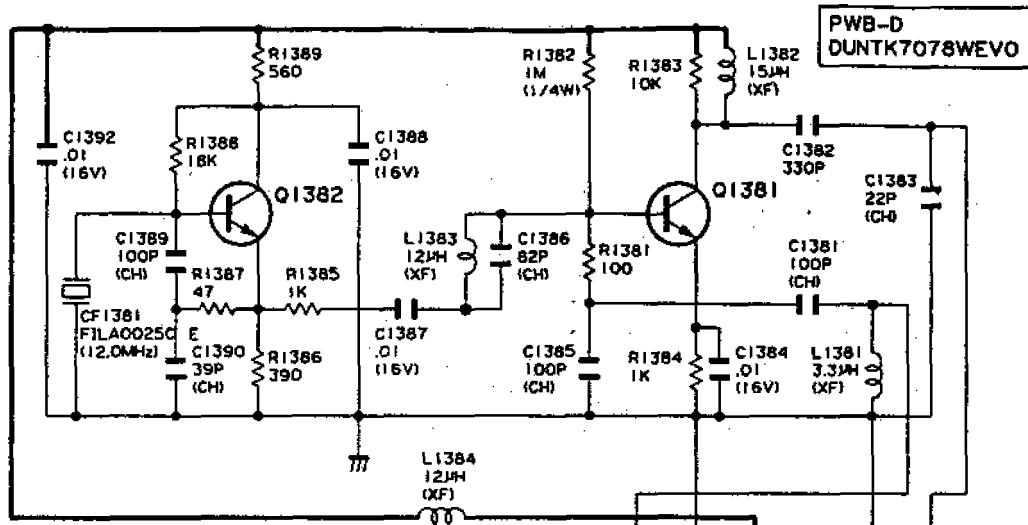 PWB-D
DUNTK7078WEVO
R1389
560
R1382
1M
(1/4W)
R1383
10K
L1382
15µH
(XF)
C1392
.01
(16V)
R1388
18K
C1388
.01
(16V)
C1382
330P
C1383
22P
(CH)
Q1382
Q1381
C1389
100P
(CH)
L1383
12µH
(XF)
C1386
82P
(CH)
R1381
100
C1381
100P
(CH)
R1387
47
R1385
1K
CF1381
FILA0025C E
(12.0MHz)
C1390
39P
(CH)
R1386
390
C1387
.01
(16V)
C1385
100P
(CH)
R1384
1K
C1384
.01
(16V)
L1381
3.3µH
(XF)
L1384
12µH
(XF)